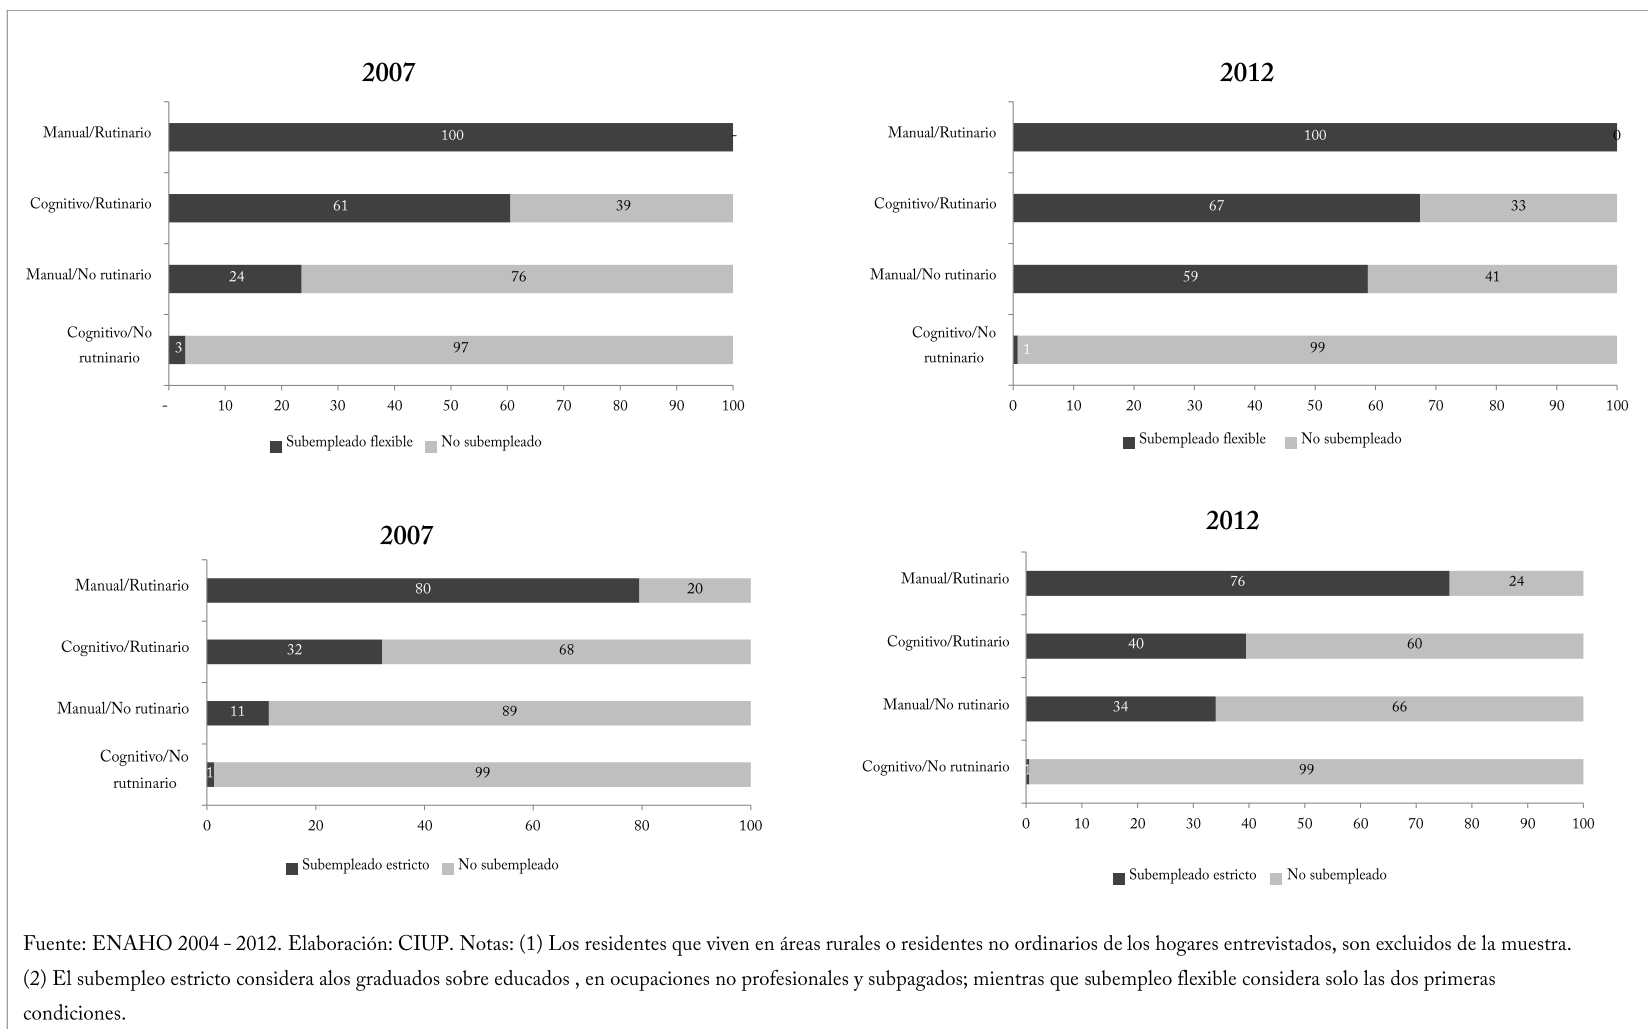 2007
Manual/Rutinario
100
-
Cognitivo/Rutinario
61
39
Manual/No rutinario
24
76
Cognitivo/No
rutninario
3
97
- 10 20 30 40 50 60 70 80 90 100
Subempleado flexible No subempleado
2012
Manual/Rutinario
100
0
Cognitivo/Rutinario
67
33
Manual/No rutinario
59
41
Cognitivo/No
rutninario
1
99
0 10 20 30 40 50 60 70 80 90 100
Subempleado flexible No subempleado
2007
Manual/Rutinario
80
20
Cognitivo/Rutinario
32
68
Manual/No rutinario
11
89
Cognitivo/No
rutninario
1
99
0 20 40 60 80 100
Subempleado estricto No subempleado
2012
Manual/Rutinario
76
24
Cognitivo/Rutinario
40
60
Manual/No rutinario
34
66
Cognitivo/No rutninario
99
0 10 20 30 40 50 60 70 80 90 100
Subempleado estricto No subempleado
Fuente: ENAHO 2004 - 2012. Elaboración: CIUP. Notas: (1) Los residentes que viven en áreas rurales o residentes no ordinarios de los hogares entrevistados, son excluidos de la muestra.
(2) El subempleo estricto considera alos graduados sobre educados , en ocupaciones no profesionales y subpagados; mientras que subempleo flexible considera solo las dos primeras
condiciones.